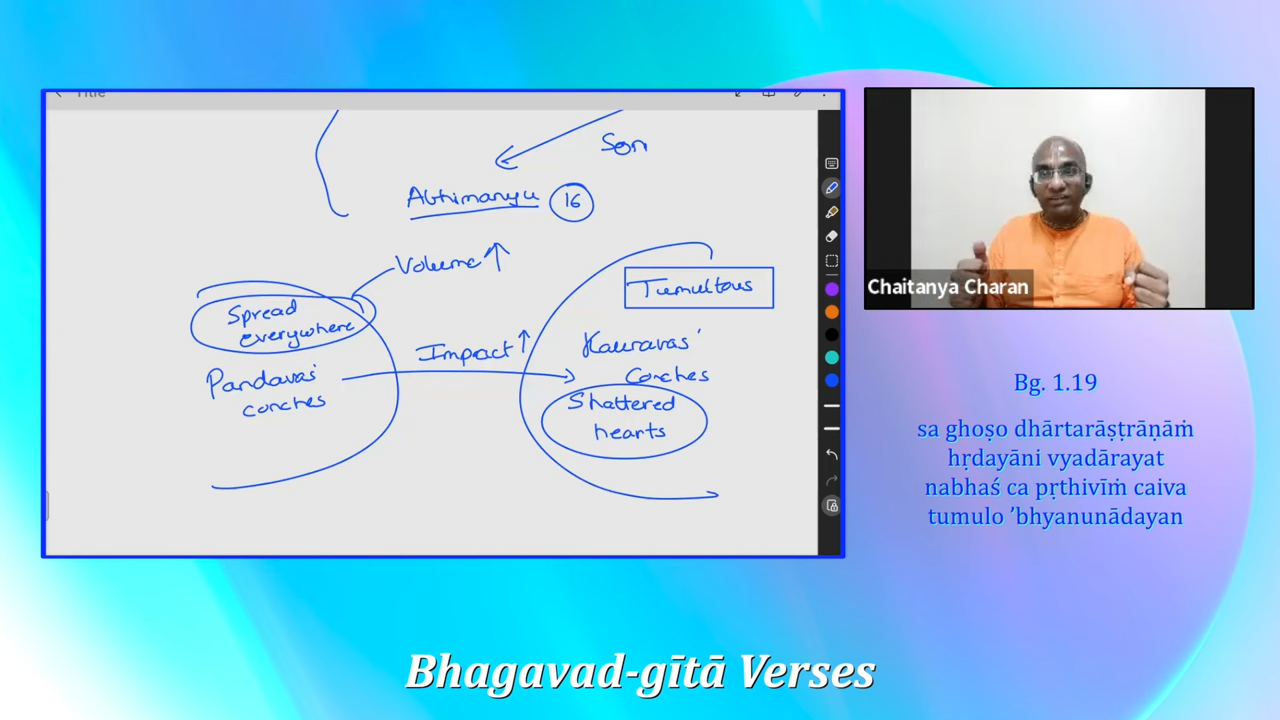 Title
Son
Abhimanyu 16
Volume ↑
Tumultous
Spread
everywhere
Impact ↑
Kauravas'
conches
Pandavas'
conches
Shattered
hearts
Chaitanya Charan
Bg. 1.19
sa ghoṣo dhārtarāṣṭrāṇāṁ
hṛdayāni vyadārayat
nabhaś ca pṛthivīṁ caiva
tumulo ’bhyanunādayan
Bhagavad-gītā Verses